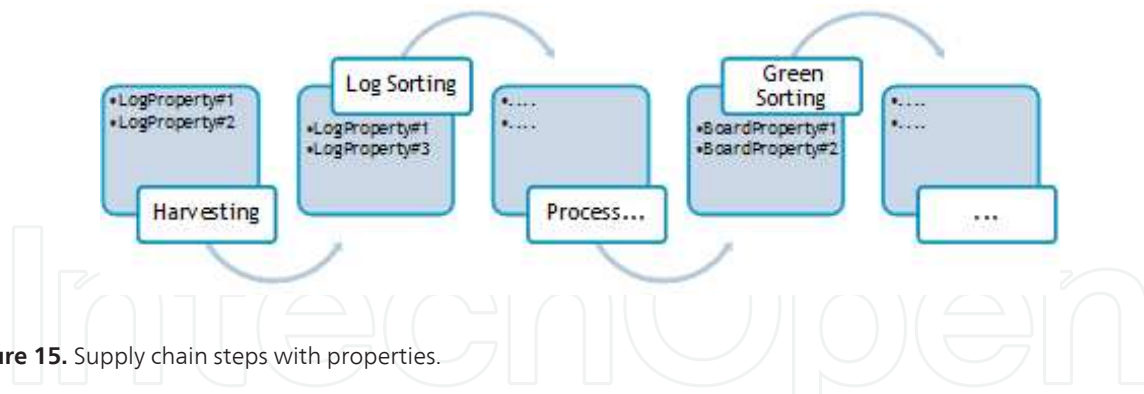 •LogProperty#1
•LogProperty#2
Harvesting
Log Sorting
•LogProperty#1
•LogProperty#3
•....
•....
Process...
Green
Sorting
•BoardProperty#1
•BoardProperty#2
•....
•....
...
IntechOpen
ure 15. Supply chain steps with properties.